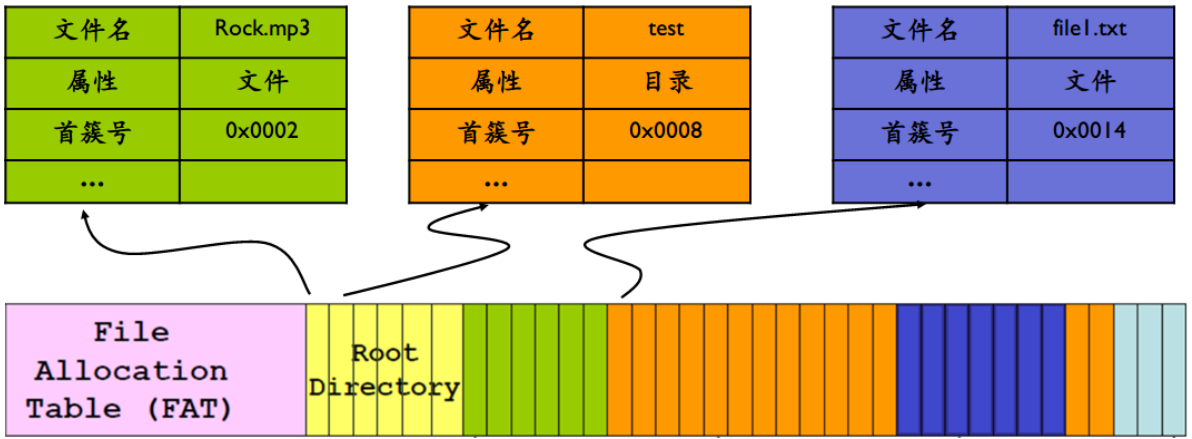 文件名 Rock.mp3
属性 文件
首簇号 0x0002
...
文件名 test
属性 目录
首簇号 0x0008
...
文件名 file1.txt
属性 文件
首簇号 0x0014
...
File
Allocation
Table (FAT)
Root
Directory